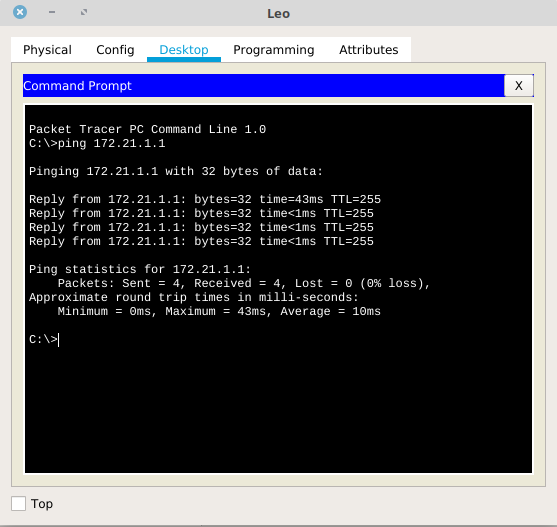 Leo
Physical Config Desktop Programming Attributes
Command Prompt X
Packet Tracer PC Command Line 1.0
C:\>ping 172.21.1.1
Pinging 172.21.1.1 with 32 bytes of data:
Reply from 172.21.1.1: bytes=32 time=43ms TTL=255
Reply from 172.21.1.1: bytes=32 time<1ms TTL=255
Reply from 172.21.1.1: bytes=32 time<1ms TTL=255
Reply from 172.21.1.1: bytes=32 time<1ms TTL=255
Ping statistics for 172.21.1.1:
    Packets: Sent = 4, Received = 4, Lost = 0 (0% loss),
Approximate round trip times in milli-seconds:
    Minimum = 0ms, Maximum = 43ms, Average = 10ms
C:\>
Top